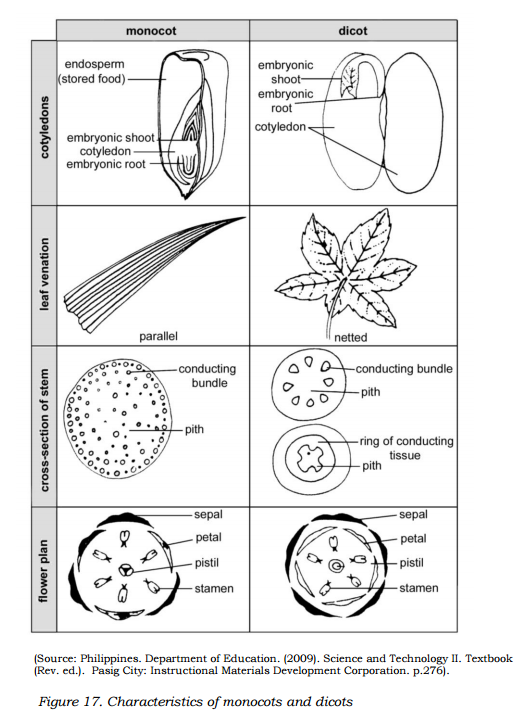 monocot
dicot
cotyledons
endosperm
(stored food)
embryonic shoot
cotyledon
embryonic root
embryonic
shoot
embryonic
root
cotyledon
leaf venation
parallel
netted
cross-section of stem
conducting
bundle
pith
conducting bundle
pith
ring of conducting
tissue
pith
flower plan
sepal
petal
pistil
stamen
sepal
petal
pistil
stamen
(Source: Philippines. Department of Education. (2009). Science and Technology II. Textbook
(Rev. ed.). Pasig City: Instructional Materials Development Corporation. p.276).
Figure 17. Characteristics of monocots and dicots